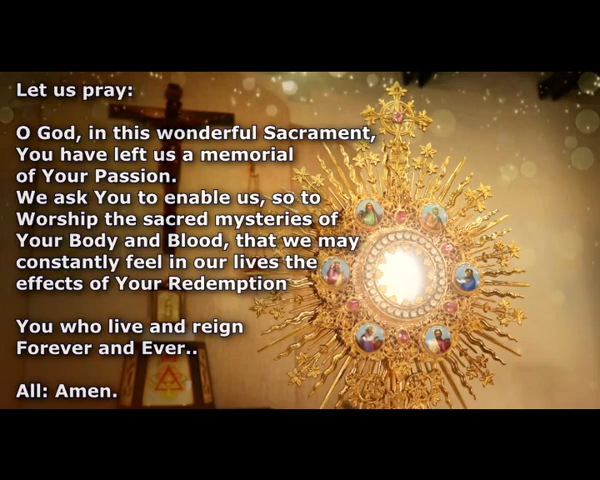 Let us pray:
O God, in this wonderful Sacrament,
You have left us a memorial
of Your Passion.
We ask You to enable us, so to
Worship the sacred mysteries of
Your Body and Blood, that we may
constantly feel in our lives the
effects of Your Redemption
You who live and reign
Forever and Ever..
All: Amen.